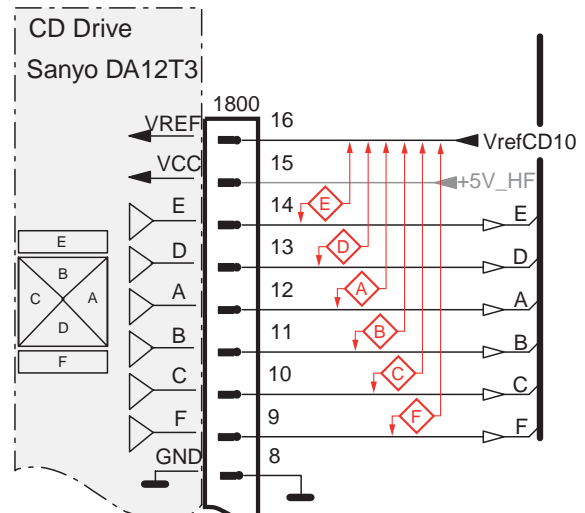 CD Drive
Sanyo DA12T3
1800
VREF 16 VrefCD10
VCC 15 +5V_HF
E 14 E E
D 13 D D
A 12 A A
B 11 B B
C 10 C C
F 9 F F
GND 8
E
B
C A
D
F